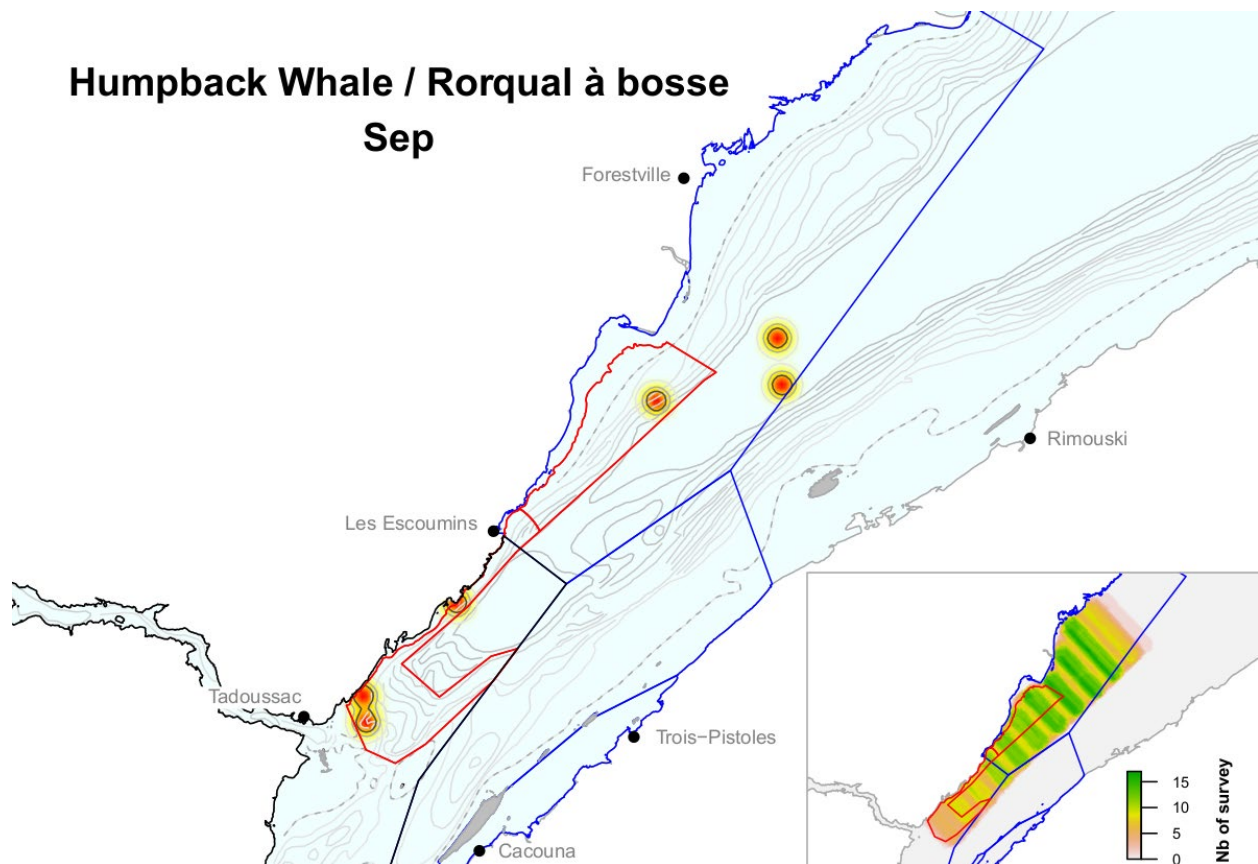 Humpback Whale / Rorqual à bosse
Sep
Forestville
Rimouski
Les Escoumins
Tadoussac
Trois−Pistoles
Cacouna
15
10
5
0
Nb of survey